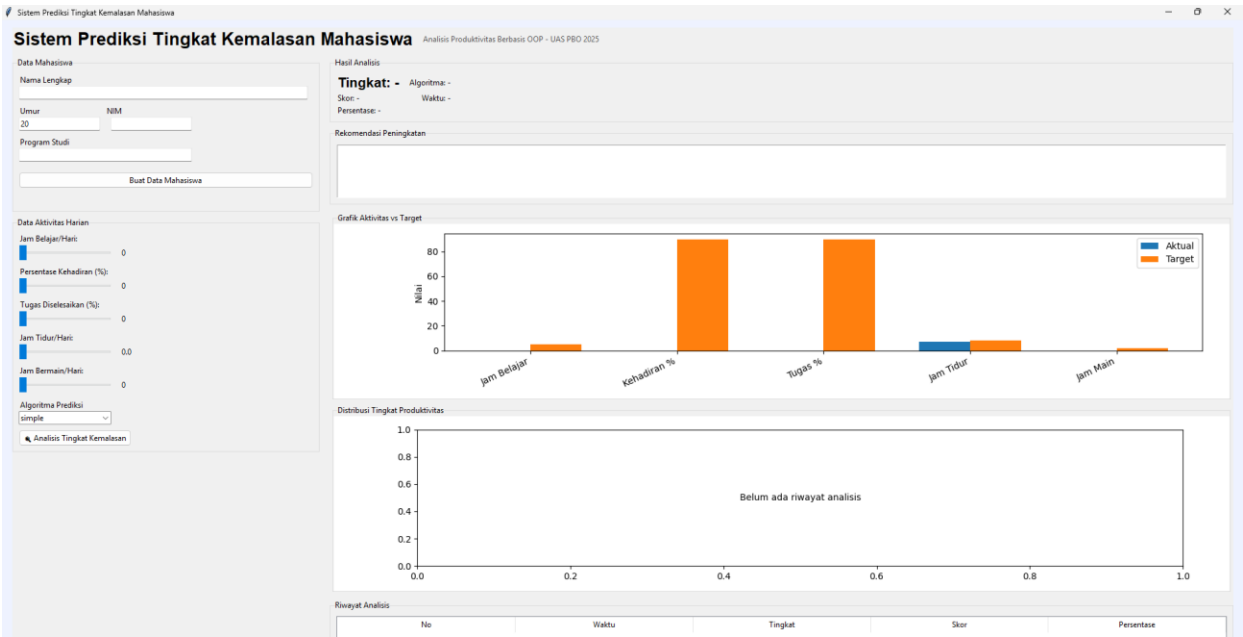 Sistem Prediksi Tingkat Kemalasan Mahasiswa
Sistem Prediksi Tingkat Kemalasan Mahasiswa Analisis Produktivitas Berbasis OOP - UAS PBO 2025
Data Mahasiswa
Nama Lengkap
Umur NIM
20
Program Studi
Buat Data Mahasiswa
Data Aktivitas Harian
Jam Belajar/Hari:
0
Persentase Kehadiran (%):
0
Tugas Diselesaikan (%):
0
Jam Tidur/Hari:
0.0
Jam Bermain/Hari:
0
Algoritma Prediksi
simple
Analisis Tingkat Kemalasan
Hasil Analisis
Tingkat: - Algoritma: -
Skor: - Waktu: -
Persentase: -
Rekomendasi Peningkatan
Grafik Aktivitas vs Target
80
60
40
20
0
Nilai
Jam Belajar Kehadiran % Tugas % Jam Tidur Jam Main
Aktual
Target
Distribusi Tingkat Produktivitas
1.0
0.8
0.6
0.4
0.2
0.0
Belum ada riwayat analisis
0.0 0.2 0.4 0.6 0.8 1.0
Riwayat Analisis
No Waktu Tingkat Skor Persentase